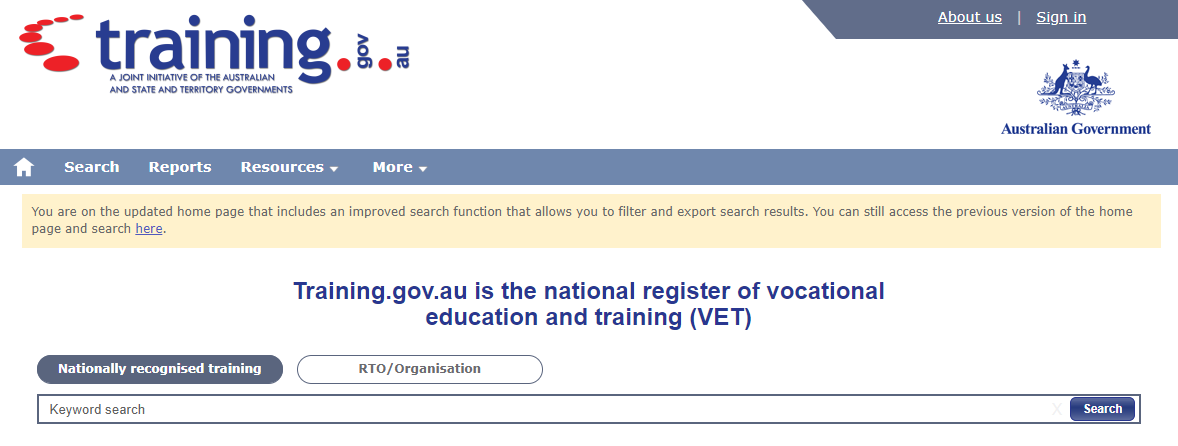 About us | Sign in
training.gov.au
A JOINT INITIATIVE OF THE AUSTRALIAN
AND STATE AND TERRITORY GOVERNMENTS
Australian Government
Search Reports Resources More
You are on the updated home page that includes an improved search function that allows you to filter and export search results. You can still access the previous version of the home
page and search here.
Training.gov.au is the national register of vocational
education and training (VET)
Nationally recognised training RTO/Organisation
Keyword search X Search